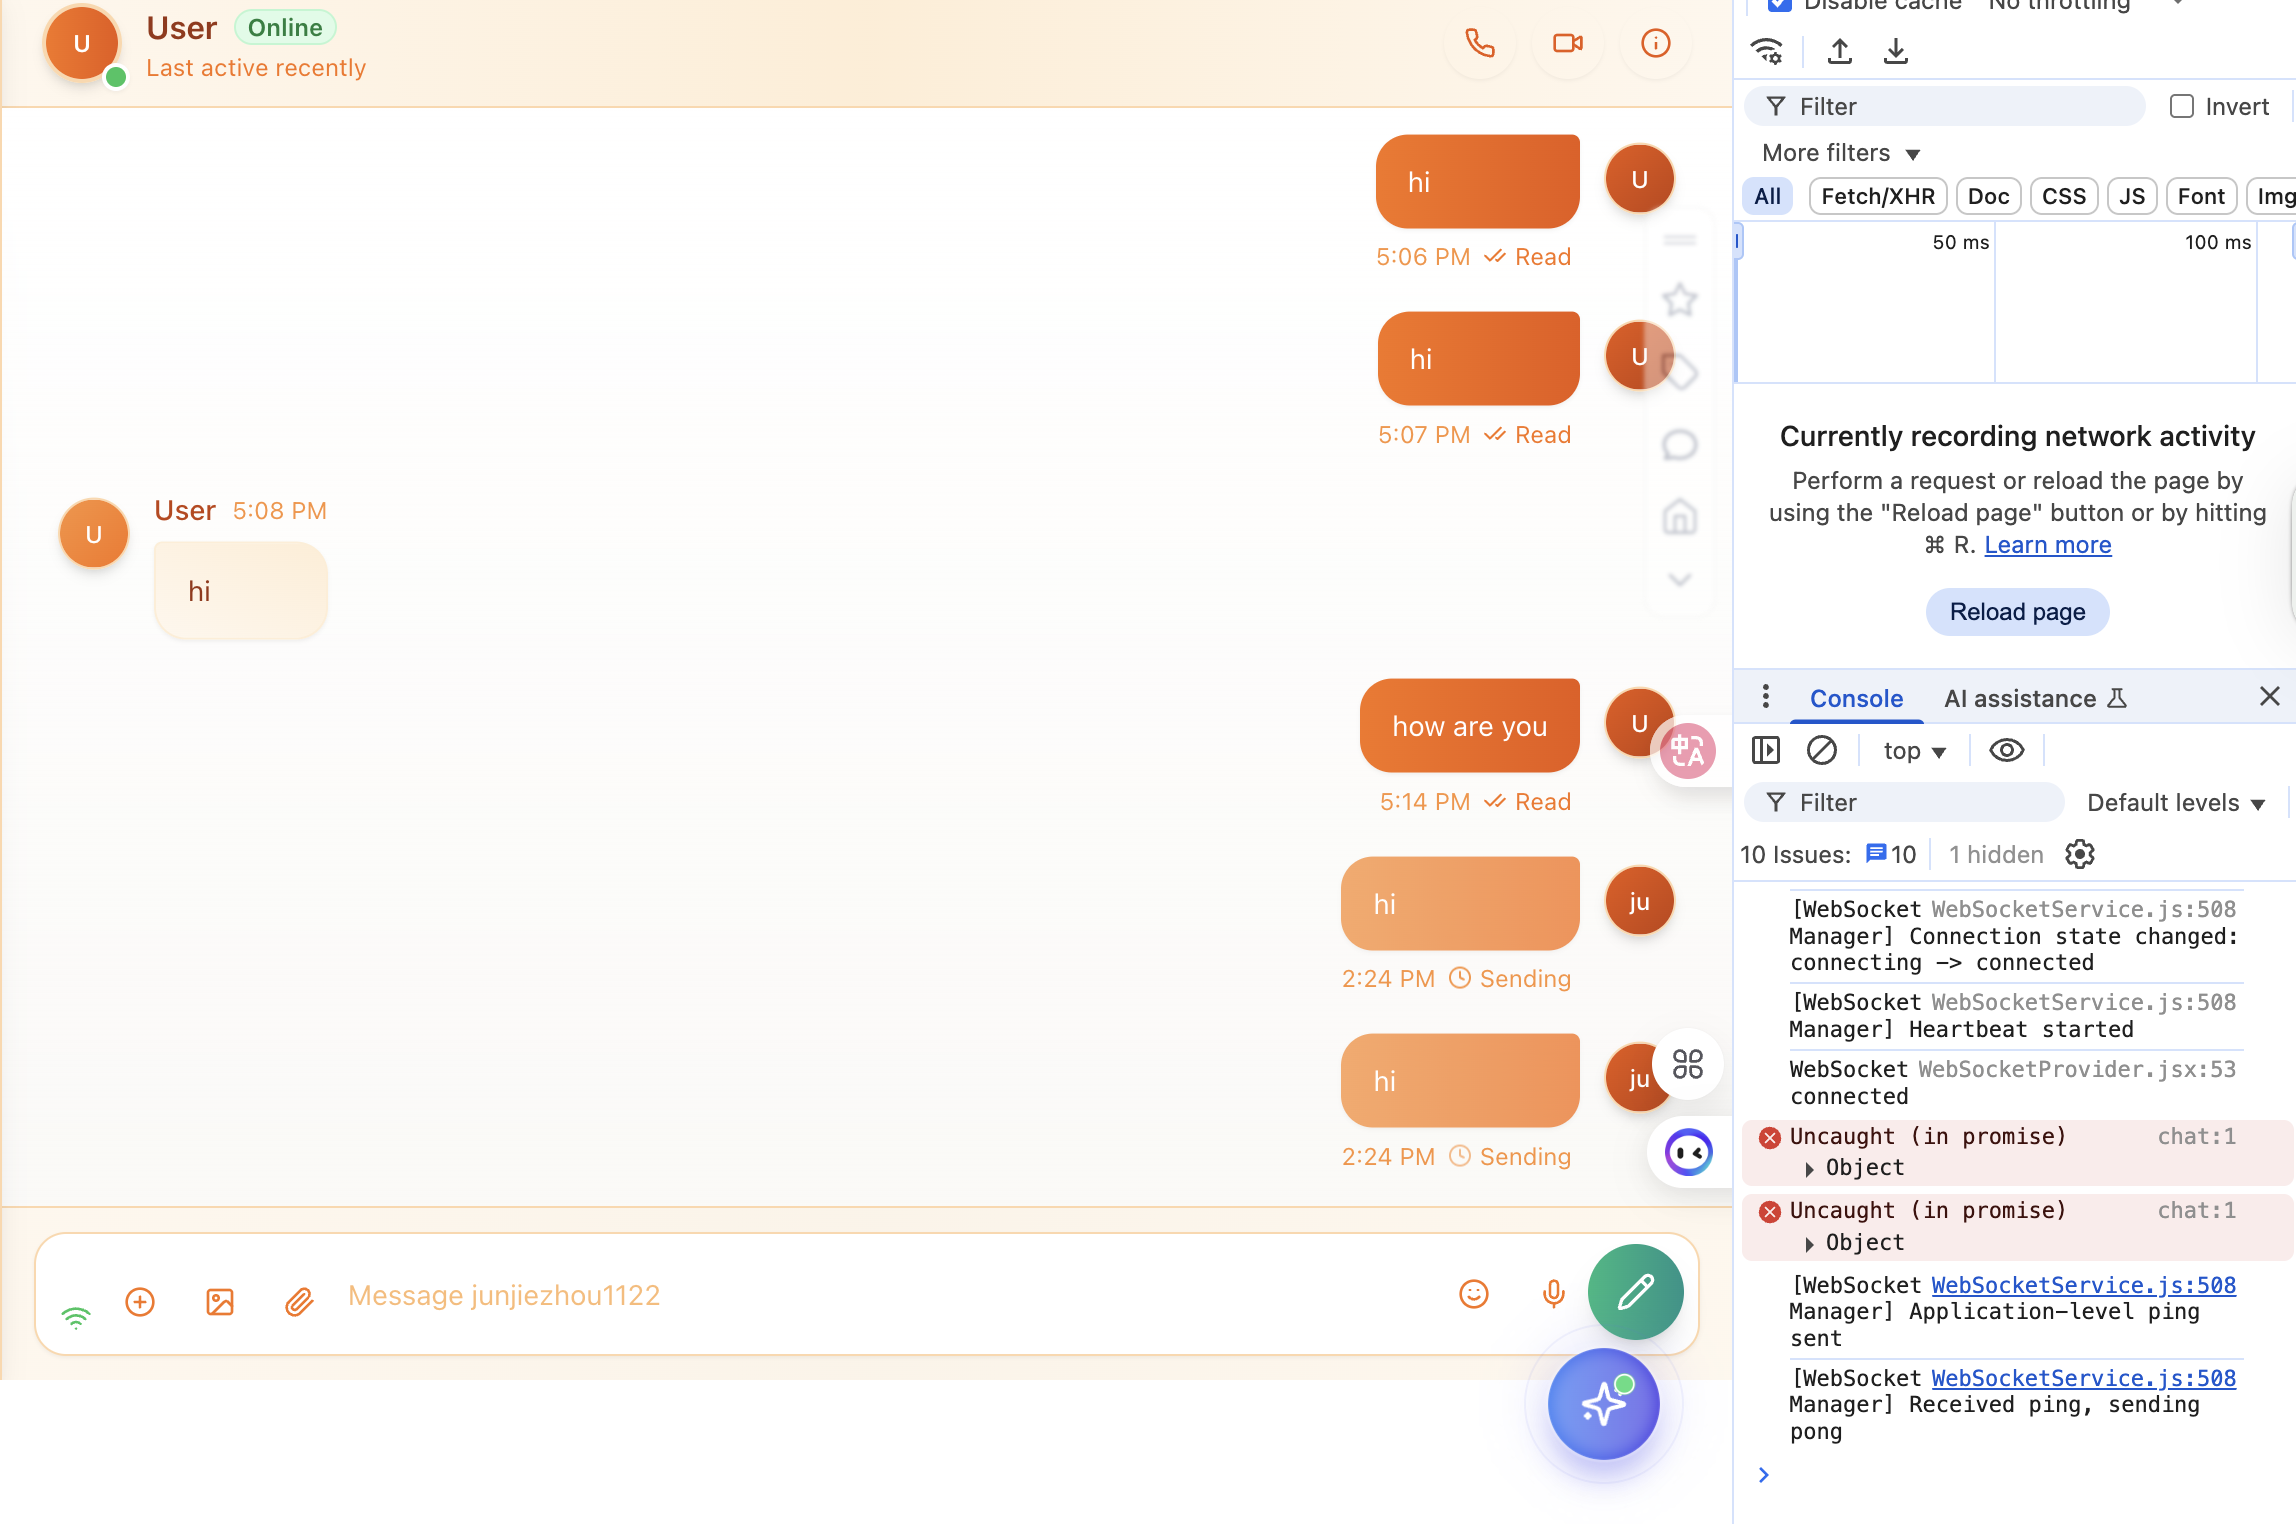 U
User
Online
Last active recently
hi
U
5:06 PM Read
hi
U
5:07 PM Read
U
User 5:08 PM
hi
how are you
U
5:14 PM Read
中A
hi
ju
2:24 PM Sending
hi
ju
2:24 PM Sending
Message junjiezhou1122
Disable cache No throttling
Filter
Invert
More filters
All Fetch/XHR Doc CSS JS Font Img
50 ms 100 ms
Currently recording network activity
Perform a request or reload the page by
using the "Reload page" button or by hitting
⌘ R. Learn more
Reload page
Console AI assistance
top
Filter
Default levels
10 Issues: 10 1 hidden
[WebSocket WebSocketService.js:508
Manager] Connection state changed:
connecting -> connected
[WebSocket WebSocketService.js:508
Manager] Heartbeat started
WebSocket WebSocketProvider.jsx:53
connected
Uncaught (in promise) chat:1
Object
Uncaught (in promise) chat:1
Object
[WebSocket WebSocketService.js:508
Manager] Application-level ping
sent
[WebSocket WebSocketService.js:508
Manager] Received ping, sending
pong